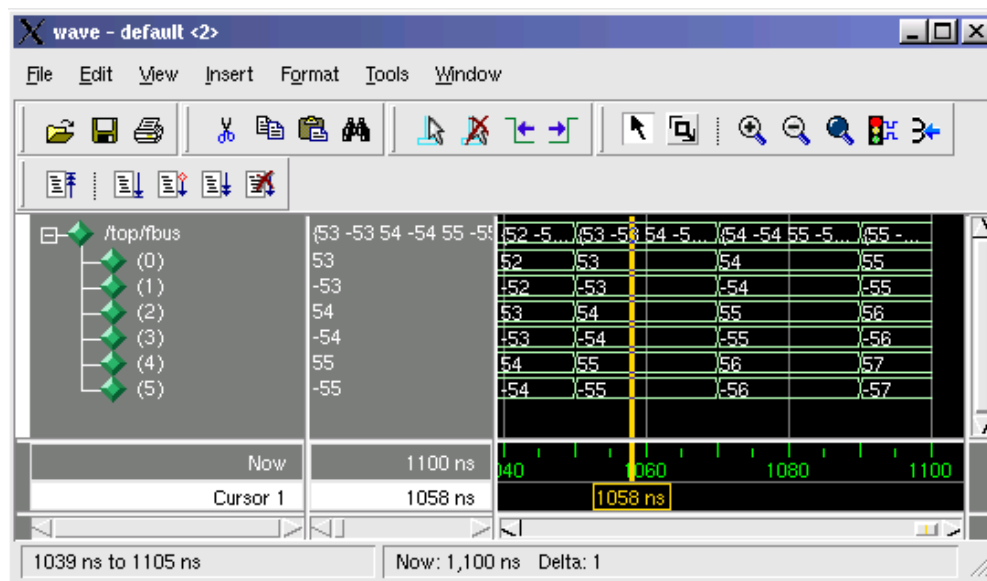 wave - default <2>
File Edit View Insert Format Tools Window
/top/fbus {53 -53 54 -54 55 -55 {52 -5... {53 -53 54 -5... {54 -54 55 -5... {55 -...
(0) 53 52 53 54 55
(1) -53 -52 -53 -54 -55
(2) 54 53 54 55 56
(3) -54 -53 -54 -55 -56
(4) 55 54 55 56 57
(5) -55 -54 -55 -56 -57
Now 1100 ns 040 1060 1080 1100
Cursor 1 1058 ns 1058 ns
1039 ns to 1105 ns Now: 1,100 ns Delta: 1